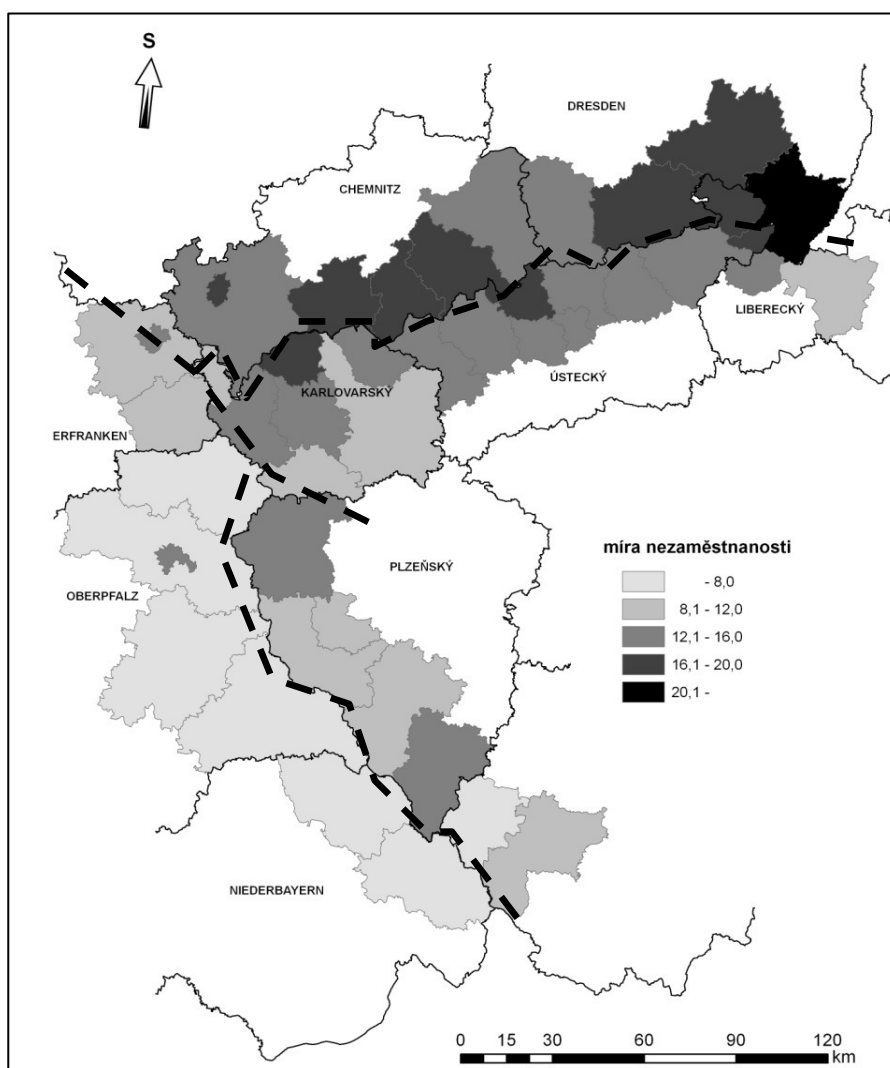 S
DRESDEN
CHEMNITZ
LIBERECKÝ
ÚSTECKÝ
KARLOVARSKÝ
ERFRANKEN
PLZEŇSKÝ
OBERPFALZ
NIEDERBAYERN
míra nezaměstnanosti
- 8,0
8,1 - 12,0
12,1 - 16,0
16,1 - 20,0
20,1 -
0 15 30 60 90 120
km